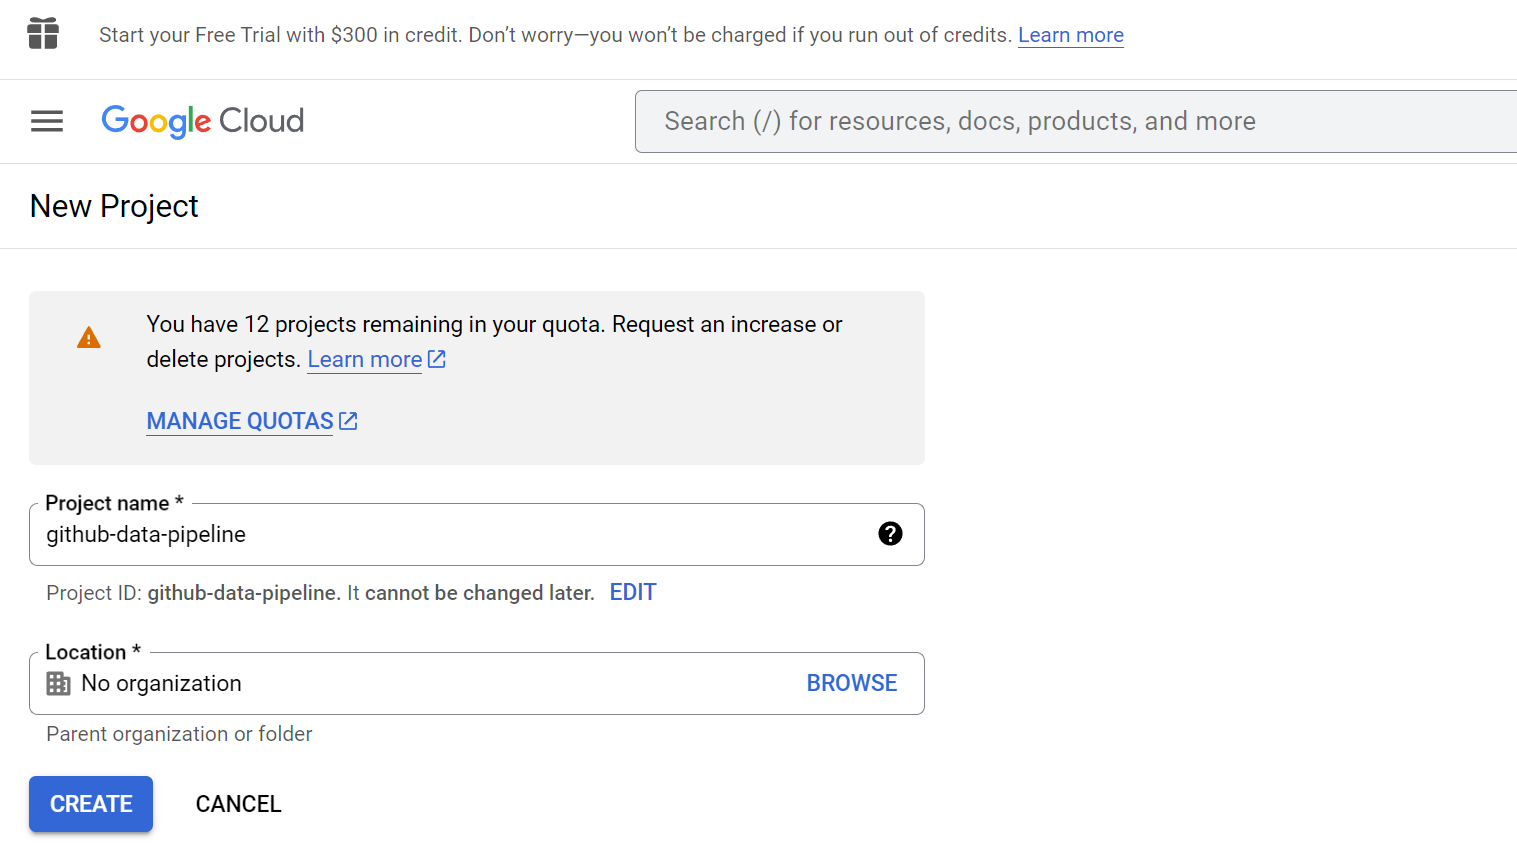 Start your Free Trial with $300 in credit. Don’t worry—you won’t be charged if you run out of credits. Learn more
Google Cloud
Search (/) for resources, docs, products, and more
New Project
You have 12 projects remaining in your quota. Request an increase or
delete projects. Learn more
MANAGE QUOTAS
Project name *
github-data-pipeline
Project ID: github-data-pipeline. It cannot be changed later. EDIT
Location *
No organization BROWSE
Parent organization or folder
CREATE CANCEL